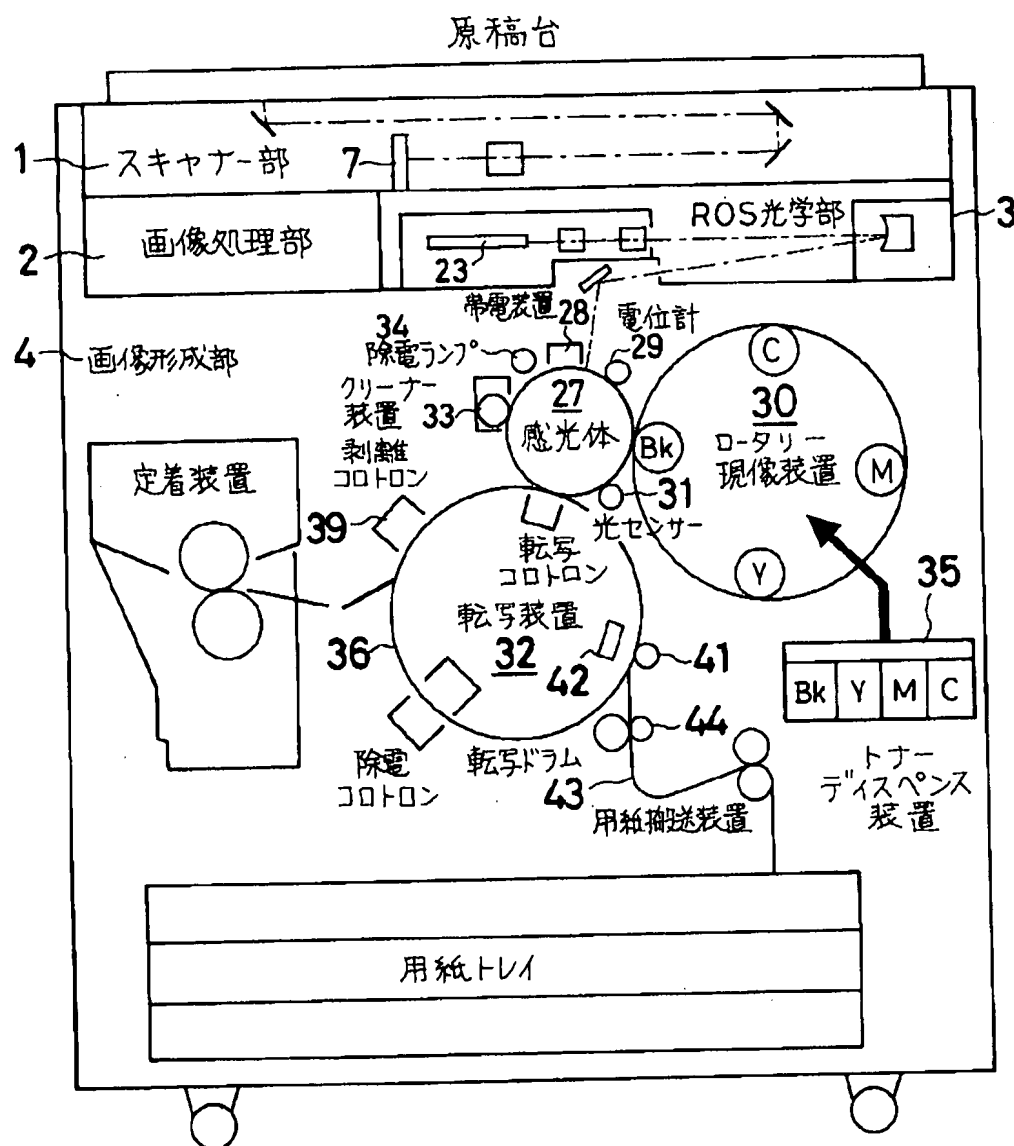 原稿台
1
スキャナー部
7
2
画像処理部
23
ROS光学部
3
帯電装置
28
電位計
29
34
除電ランプ
4
画像形成部
クリーナー
装置
33
27
感光体
C
30
ロータリー
現像装置
Bk
M
Y
剥離
コロトロン
39
31
光センサー
定着装置
転写
コロトロン
転写装置
32
36
42
41
35
Bk Y M C
44
除電
コロトロン
転写ドラム
43
用紙搬送装置
トナー
ディスペンス
装置
用紙トレイ